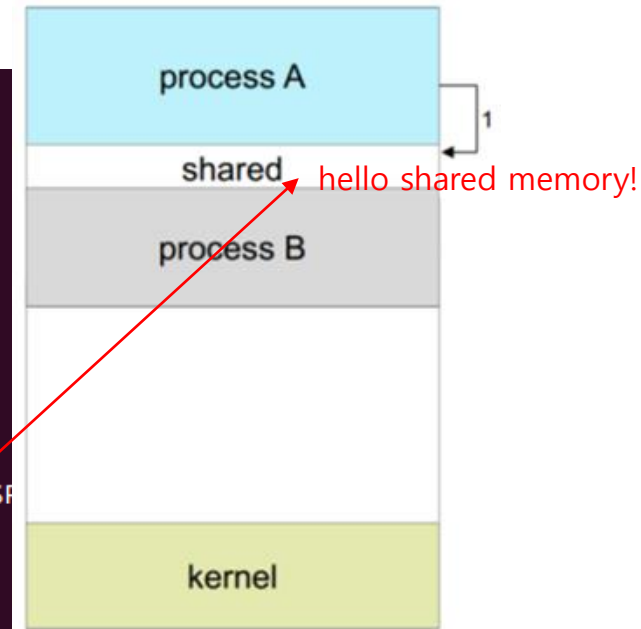 process A
1
shared
hello shared memory!
process B
kernel